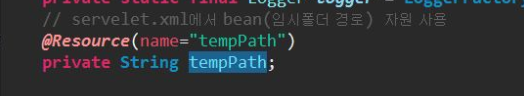 private static final Logger logger = LoggerFactory
// servelet.xml에서 bean(임시폴더 경로) 자원 사용
@Resource(name="tempPath")
private String tempPath;